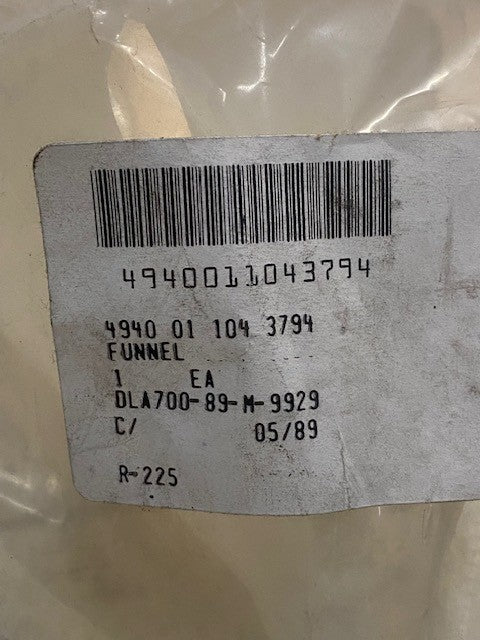 4940011043794
4940 01 104 3794
FUNNEL
1 EA
DLA700-89-M-9929
C/ 05/89
R-225